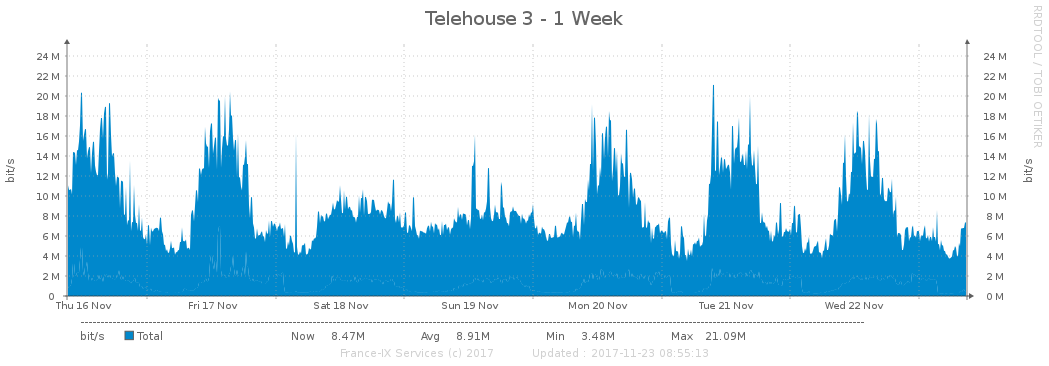 Telehouse 3 - 1 Week
RRDTOOL / TOBI OETIKER
bit/s
24 M 24 M
22 M 22 M
20 M 20 M
18 M 18 M
16 M 16 M
14 M 14 M
12 M 12 M
10 M 10 M
8 M 8 M
6 M 6 M
4 M 4 M
2 M 2 M
0 0 M
bit/s
Thu 16 Nov Fri 17 Nov Sat 18 Nov Sun 19 Nov Mon 20 Nov Tue 21 Nov Wed 22 Nov
bit/s Total Now 8.47M Avg 8.91M Min 3.48M Max 21.09M
France-IX Services (c) 2017 Updated : 2017-11-23 08:55:13